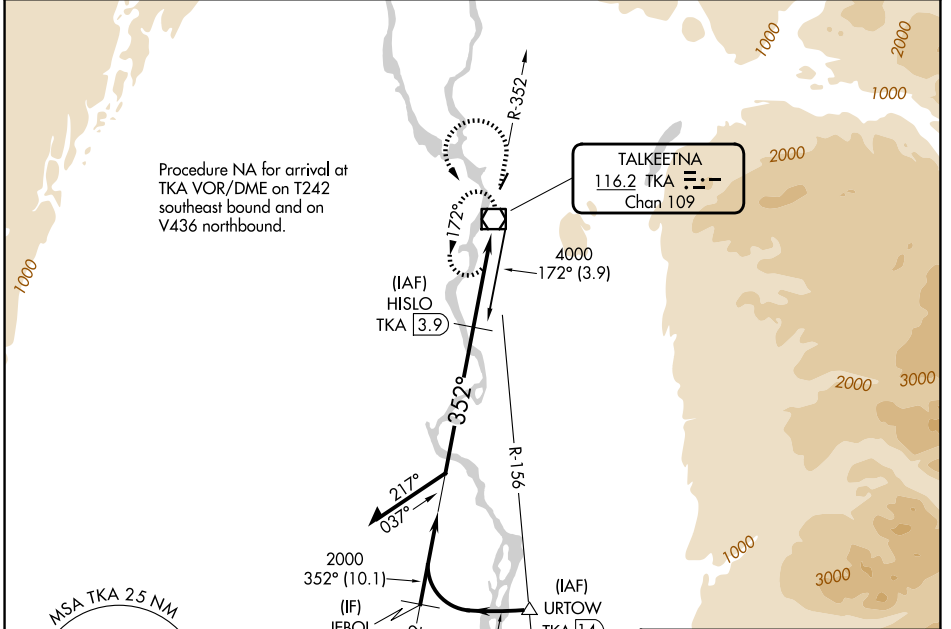 1000
2000
1000
R-352
TALKEETNA
116.2 TKA
Chan 109
2000
Procedure NA for arrival at
TKA VOR/DME on T242
southeast bound and on
V436 northbound.
172°
4000
172° (3.9)
1000
(IAF)
HISLO
TKA 3.9
352°
2000
3000
R-156
217°
037°
1000
2000
352° (10.1)
3000
(IF)
(IAF)
URTOW
TKA 14
MSA TKA 25 NM